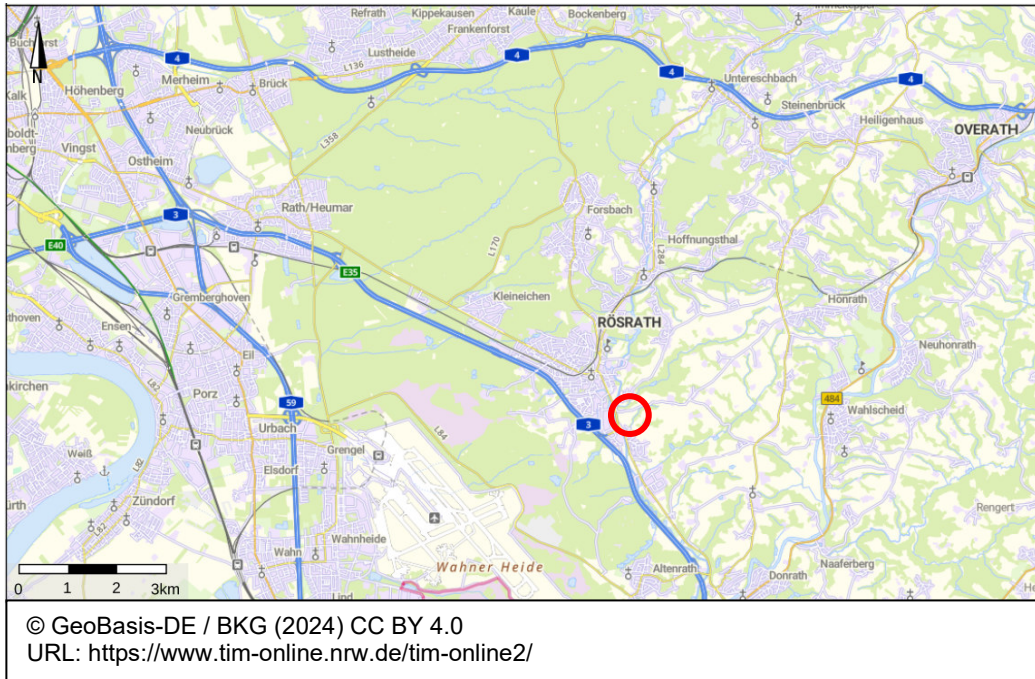 Refrath
Kippekausen
Kaule
Bockenberg
Frankenforst
Buchforst
4
Merheim
Lustheide
L136
4
4
Untereschbach
4
Höhenberg
Brück
Kalk
Steinenbrück
N
Neubrück
L358
Heiligenhaus
OVERATH
Vingst
Ostheim
3
Rath/Heumar
Forsbach
L170
L284
Hoffnungsthal
E40
E35
Gremberghoven
Kleineichen
Honrath
Ensen
RÖSRATH
Neuhonrath
L82
Eil
Porz
59
484
Wahlscheid
Urbach
3
L84
Grengel
Weiß
Elsdorf
L82
Zündorf
Rengert
L82
Wahn
Wahnheide
Wahner Heide
Altenrath
Naaferberg
Donrath
Lind
0 1 2 3km
© GeoBasis-DE / BKG (2024) CC BY 4.0
URL: https://www.tim-online.nrw.de/tim-online2/